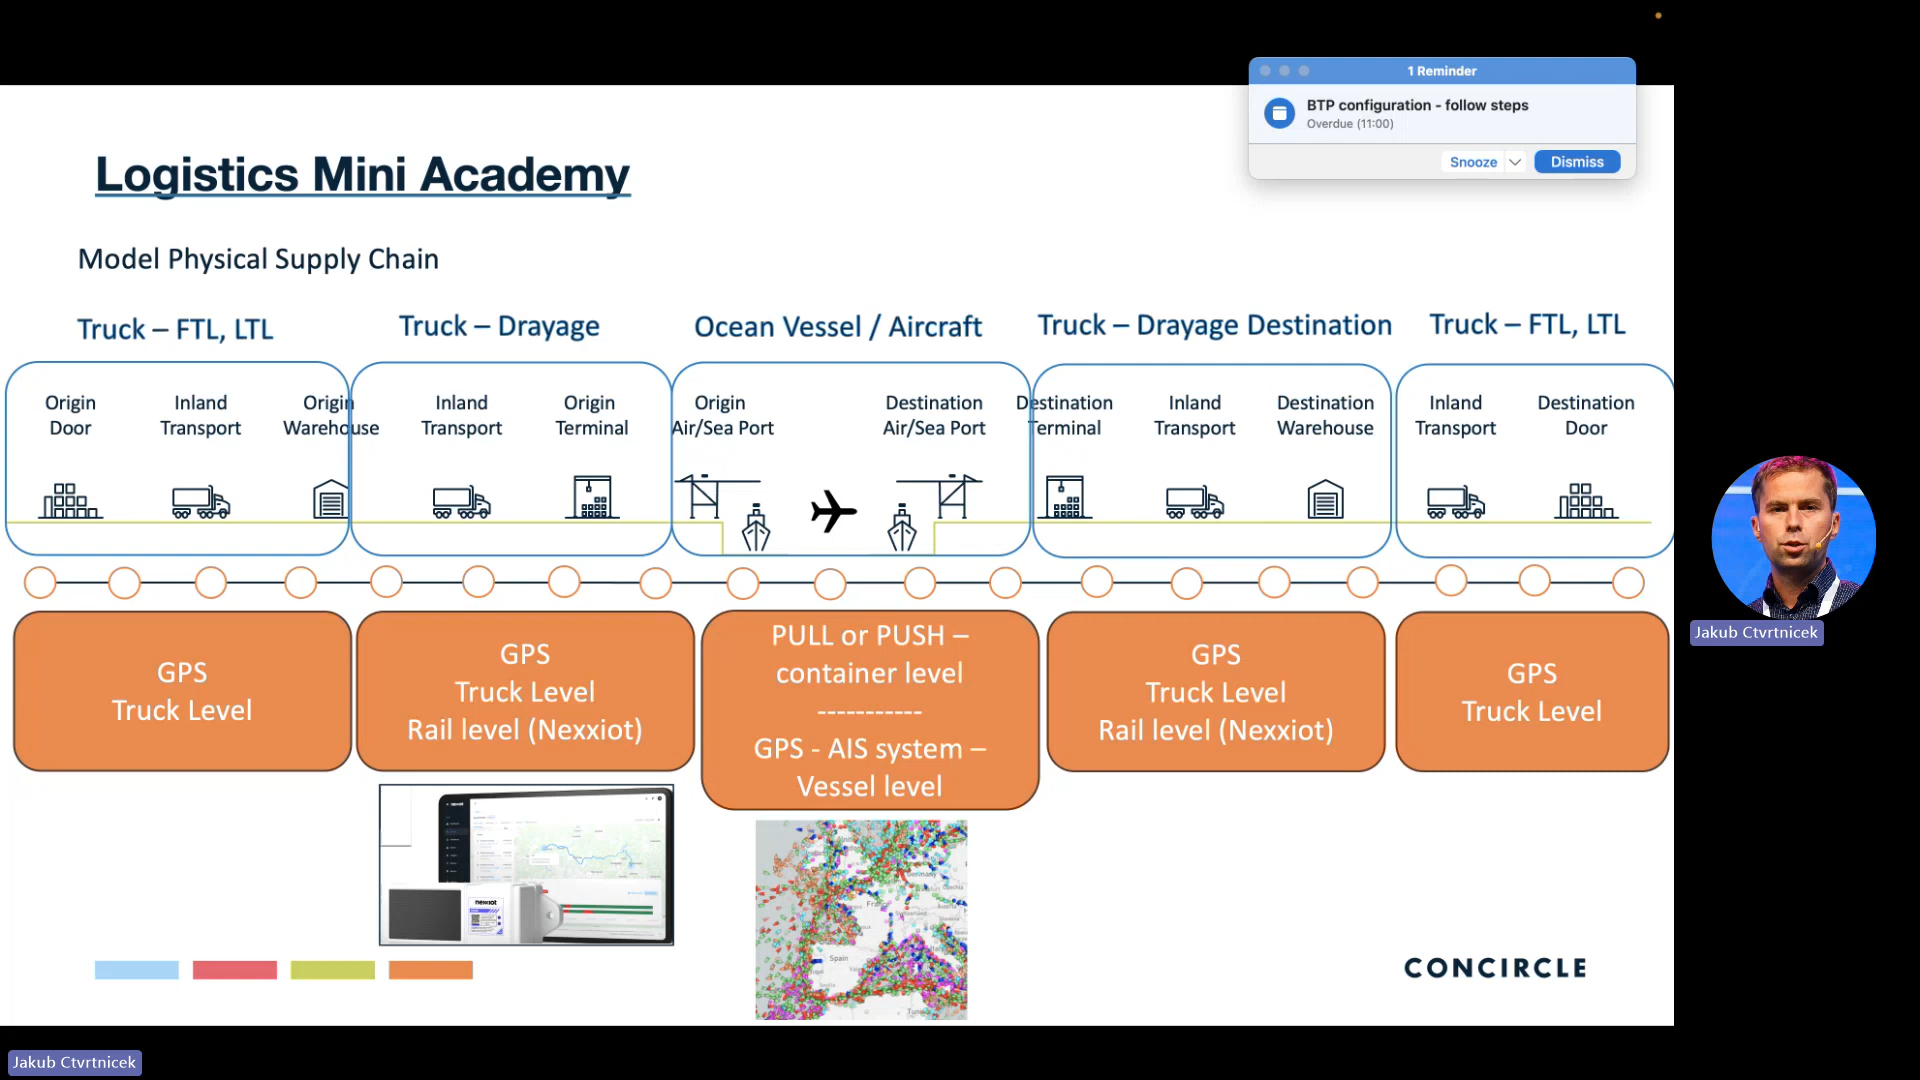 1 Reminder
BTP configuration - follow steps
Overdue (11:00)
Snooze
Dismiss
Logistics Mini Academy
Model Physical Supply Chain
Truck – FTL, LTL
Truck – Drayage
Ocean Vessel / Aircraft
Truck – Drayage Destination
Truck – FTL, LTL
Origin
Door
Inland
Transport
Origin
Warehouse
Inland
Transport
Origin
Terminal
Origin
Air/Sea Port
Destination
Air/Sea Port
Destination
Terminal
Inland
Transport
Destination
Warehouse
Inland
Transport
Destination
Door
GPS
Truck Level
GPS
Truck Level
Rail level (Nexxiot)
PULL or PUSH –
container level
-----------
GPS - AIS system –
Vessel level
GPS
Truck Level
Rail level (Nexxiot)
GPS
Truck Level
nexxiot
Germany
Spain
CONCIRCLE
Jakub Ctvrtnicek
Jakub Ctvrtnicek